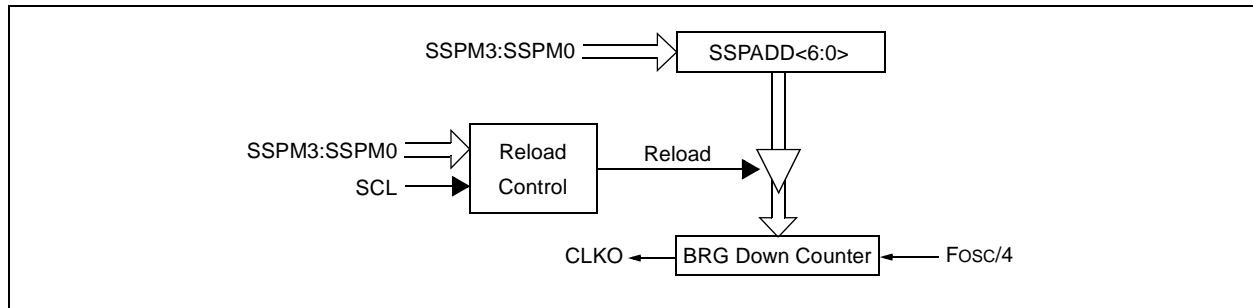 SSPM3:SSPM0
SSPADD<6:0>
SSPM3:SSPM0
SCL
Reload
Control
Reload
CLKO
BRG Down Counter
FOSC/4